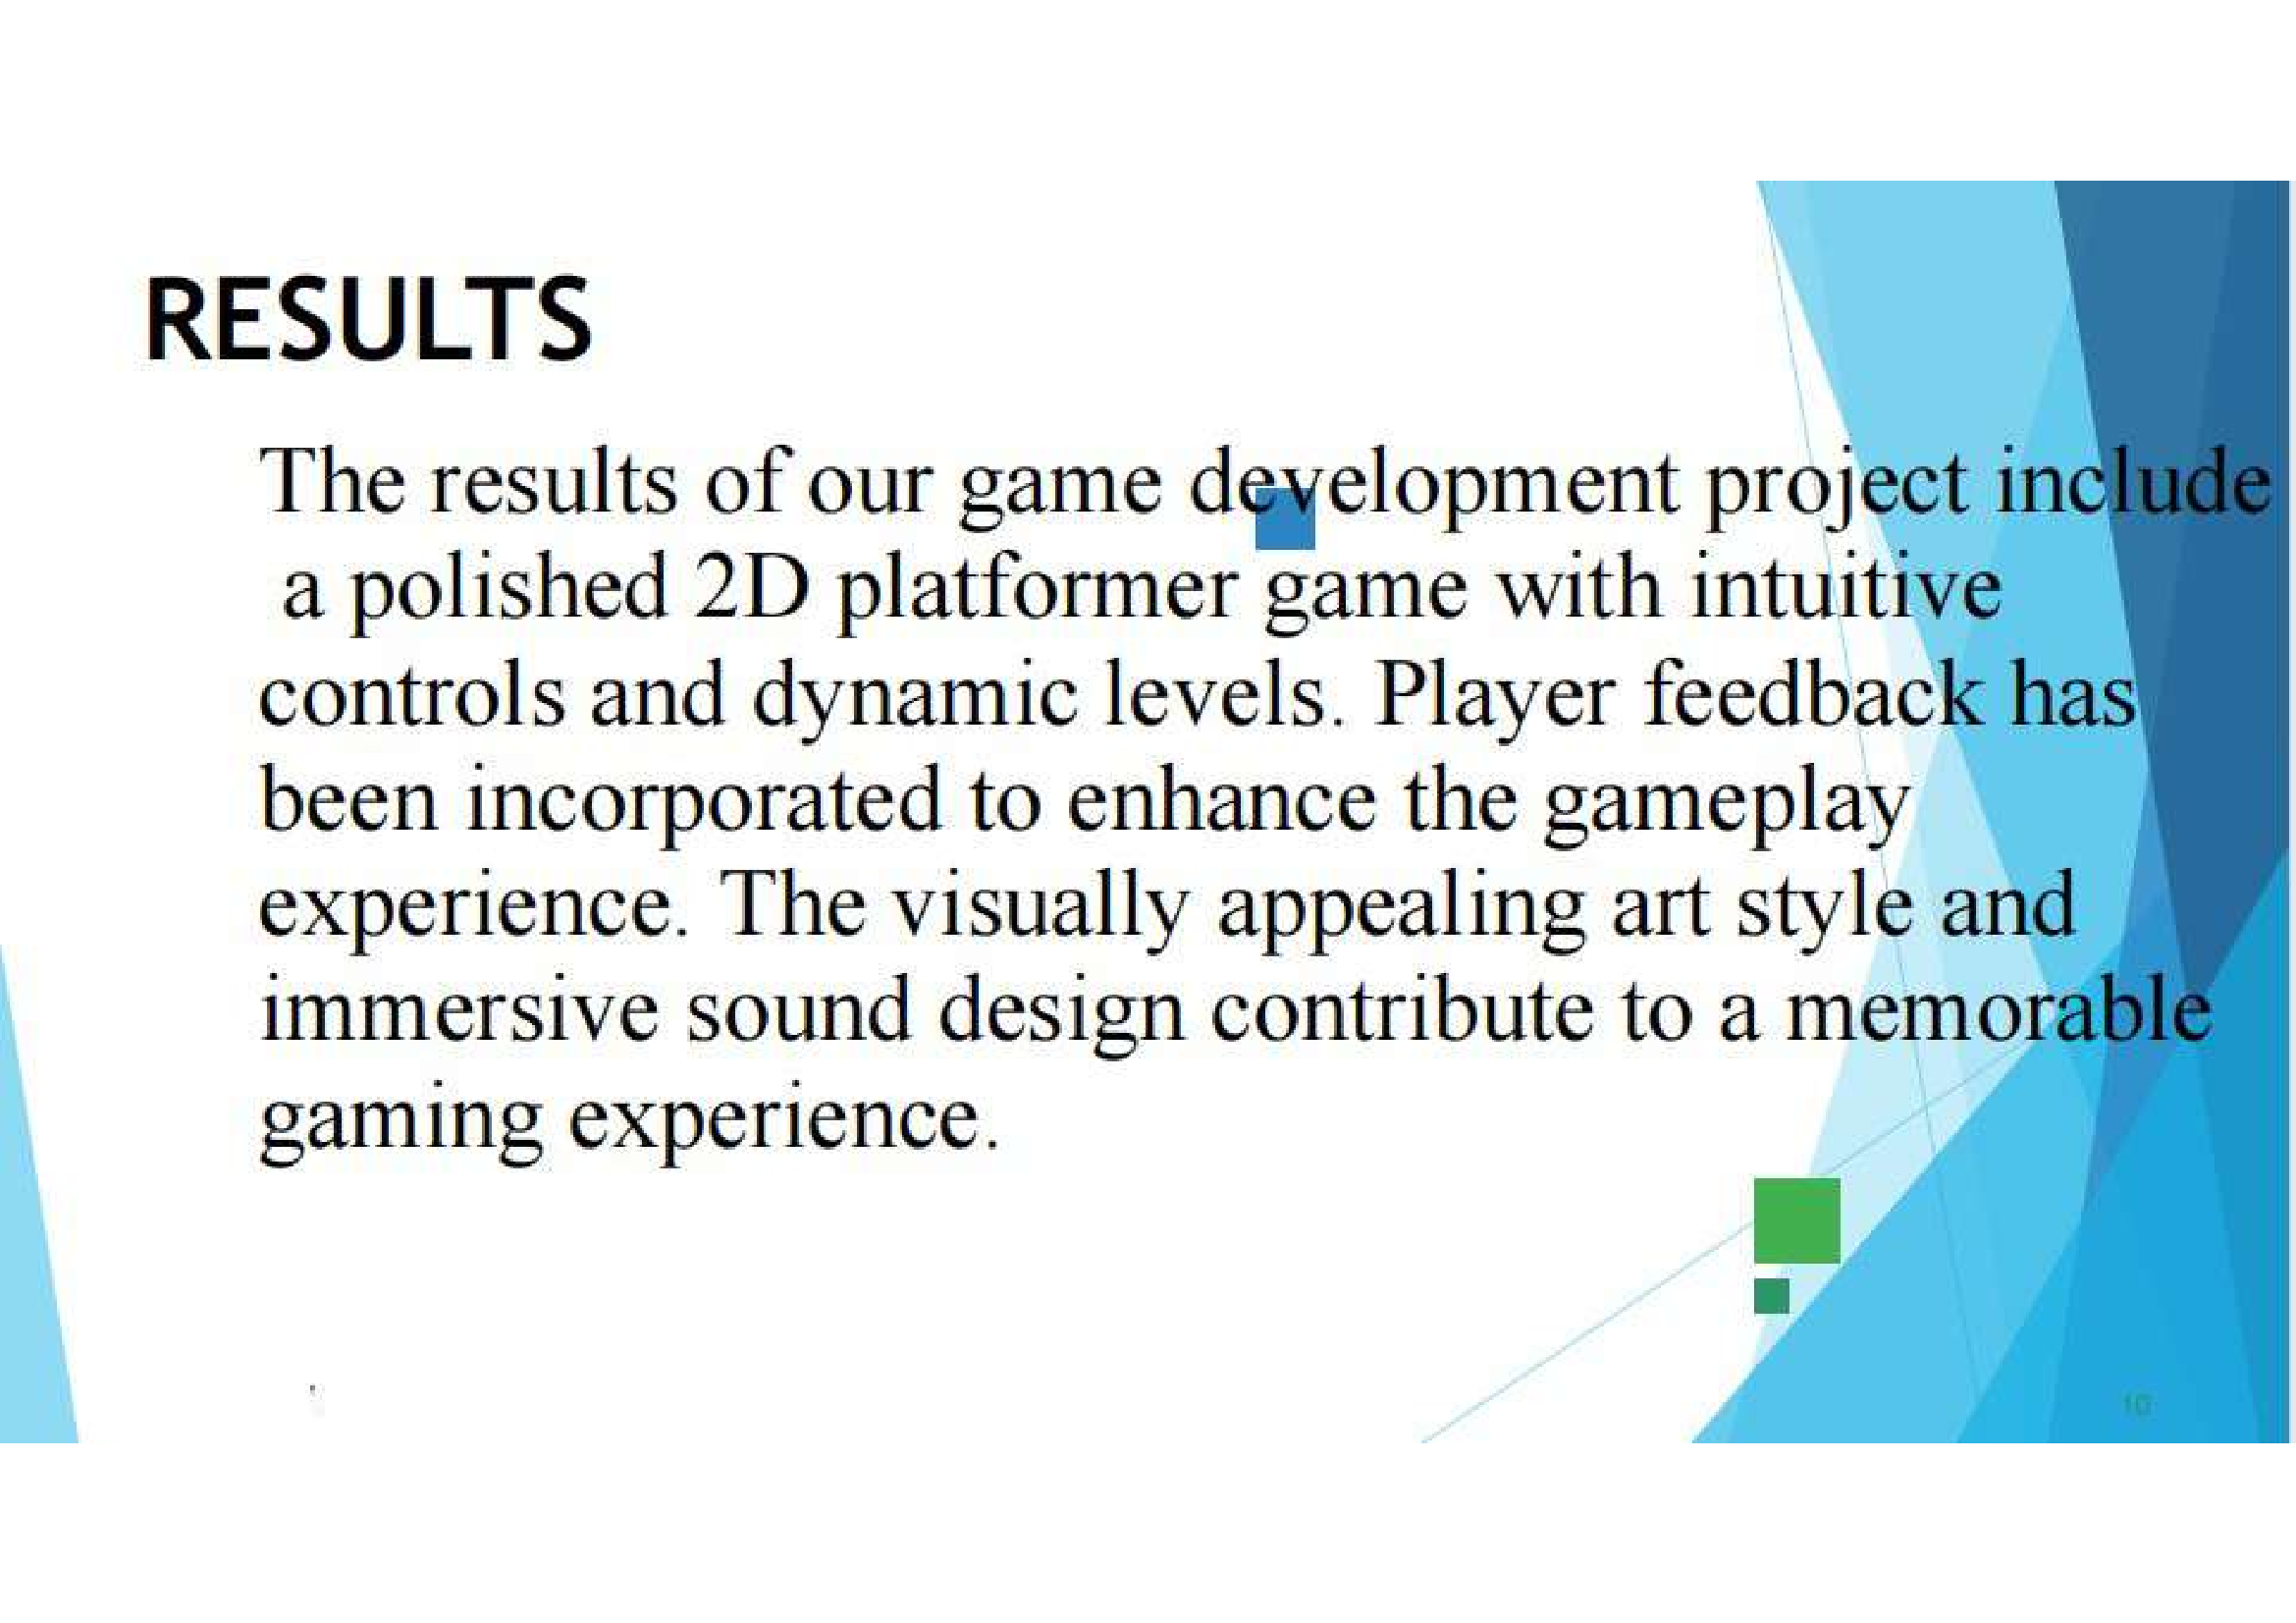 RESULTS
The results of our game development project include
a polished 2D platformer game with intuitive
controls and dynamic levels. Player feedback has
been incorporated to enhance the gameplay
experience. The visually appealing art style and
immersive sound design contribute to a memorable
gaming experience.
10